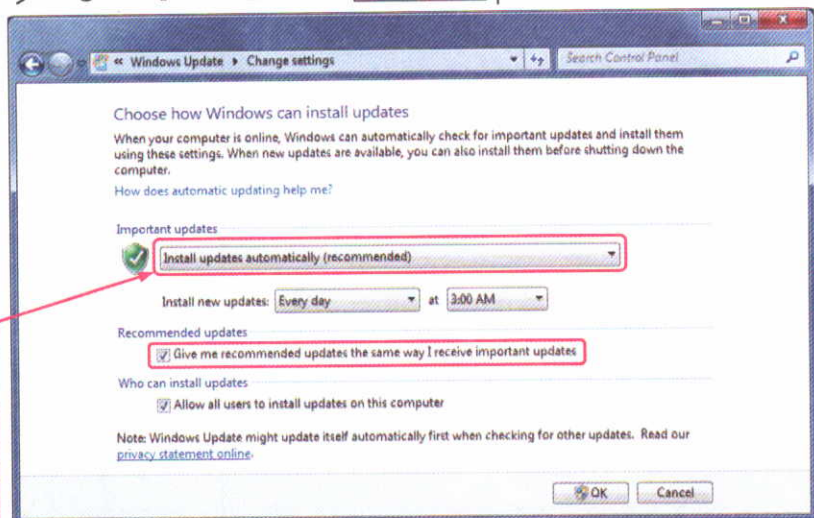 « Windows Update ▸ Change settings
Search Control Panel
Choose how Windows can install updates
When your computer is online, Windows can automatically check for important updates and install them
using these settings. When new updates are available, you can also install them before shutting down the
computer.
How does automatic updating help me?
Important updates
Install updates automatically (recommended)
Install new updates: Every day at 3:00 AM
Recommended updates
Give me recommended updates the same way I receive important updates
Who can install updates
Allow all users to install updates on this computer
Note: Windows Update might update itself automatically first when checking for other updates. Read our
privacy statement online.
OK Cancel